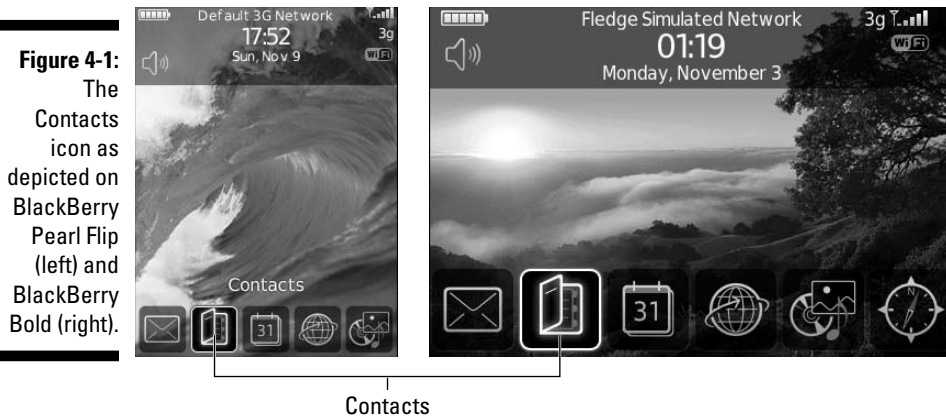 Figure 4-1:
The
Contacts
icon as
depicted on
BlackBerry
Pearl Flip
(left) and
BlackBerry
Bold (right).
Default 3G Network
17:52
3g
Sun, Nov 9
WiFi
Contacts
31
Fledge Simulated Network
3g
01:19
WiFi
Monday, November 3
31
N
Contacts